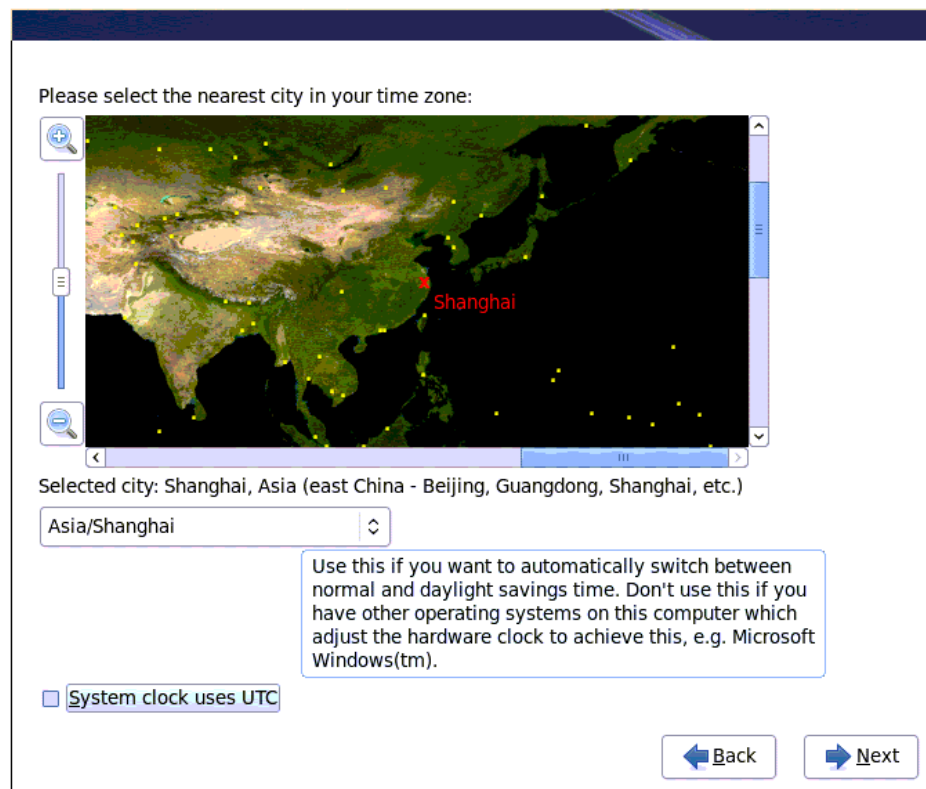 Please select the nearest city in your time zone:
Shanghai
Selected city: Shanghai, Asia (east China - Beijing, Guangdong, Shanghai, etc.)
Asia/Shanghai
Use this if you want to automatically switch between
normal and daylight savings time. Don't use this if you
have other operating systems on this computer which
adjust the hardware clock to achieve this, e.g. Microsoft
Windows(tm).
System clock uses UTC
Back
Next